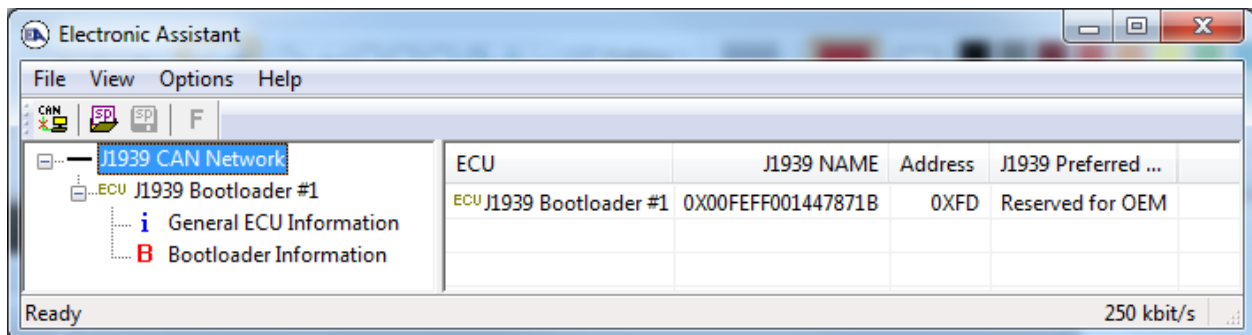 Electronic Assistant
File View Options Help
CAN SP SP F
J1939 CAN Network
ECU J1939 Bootloader #1
i General ECU Information
B Bootloader Information
ECU J1939 NAME Address J1939 Preferred ...
ECU J1939 Bootloader #1 0X00FEFF001447871B 0XFD Reserved for OEM
Ready 250 kbit/s